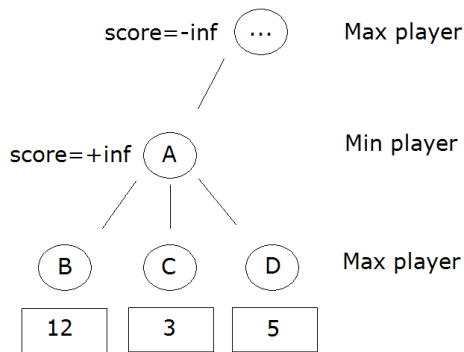 score=-inf ... Max player
score=+inf A Min player
B C D Max player
12 3 5